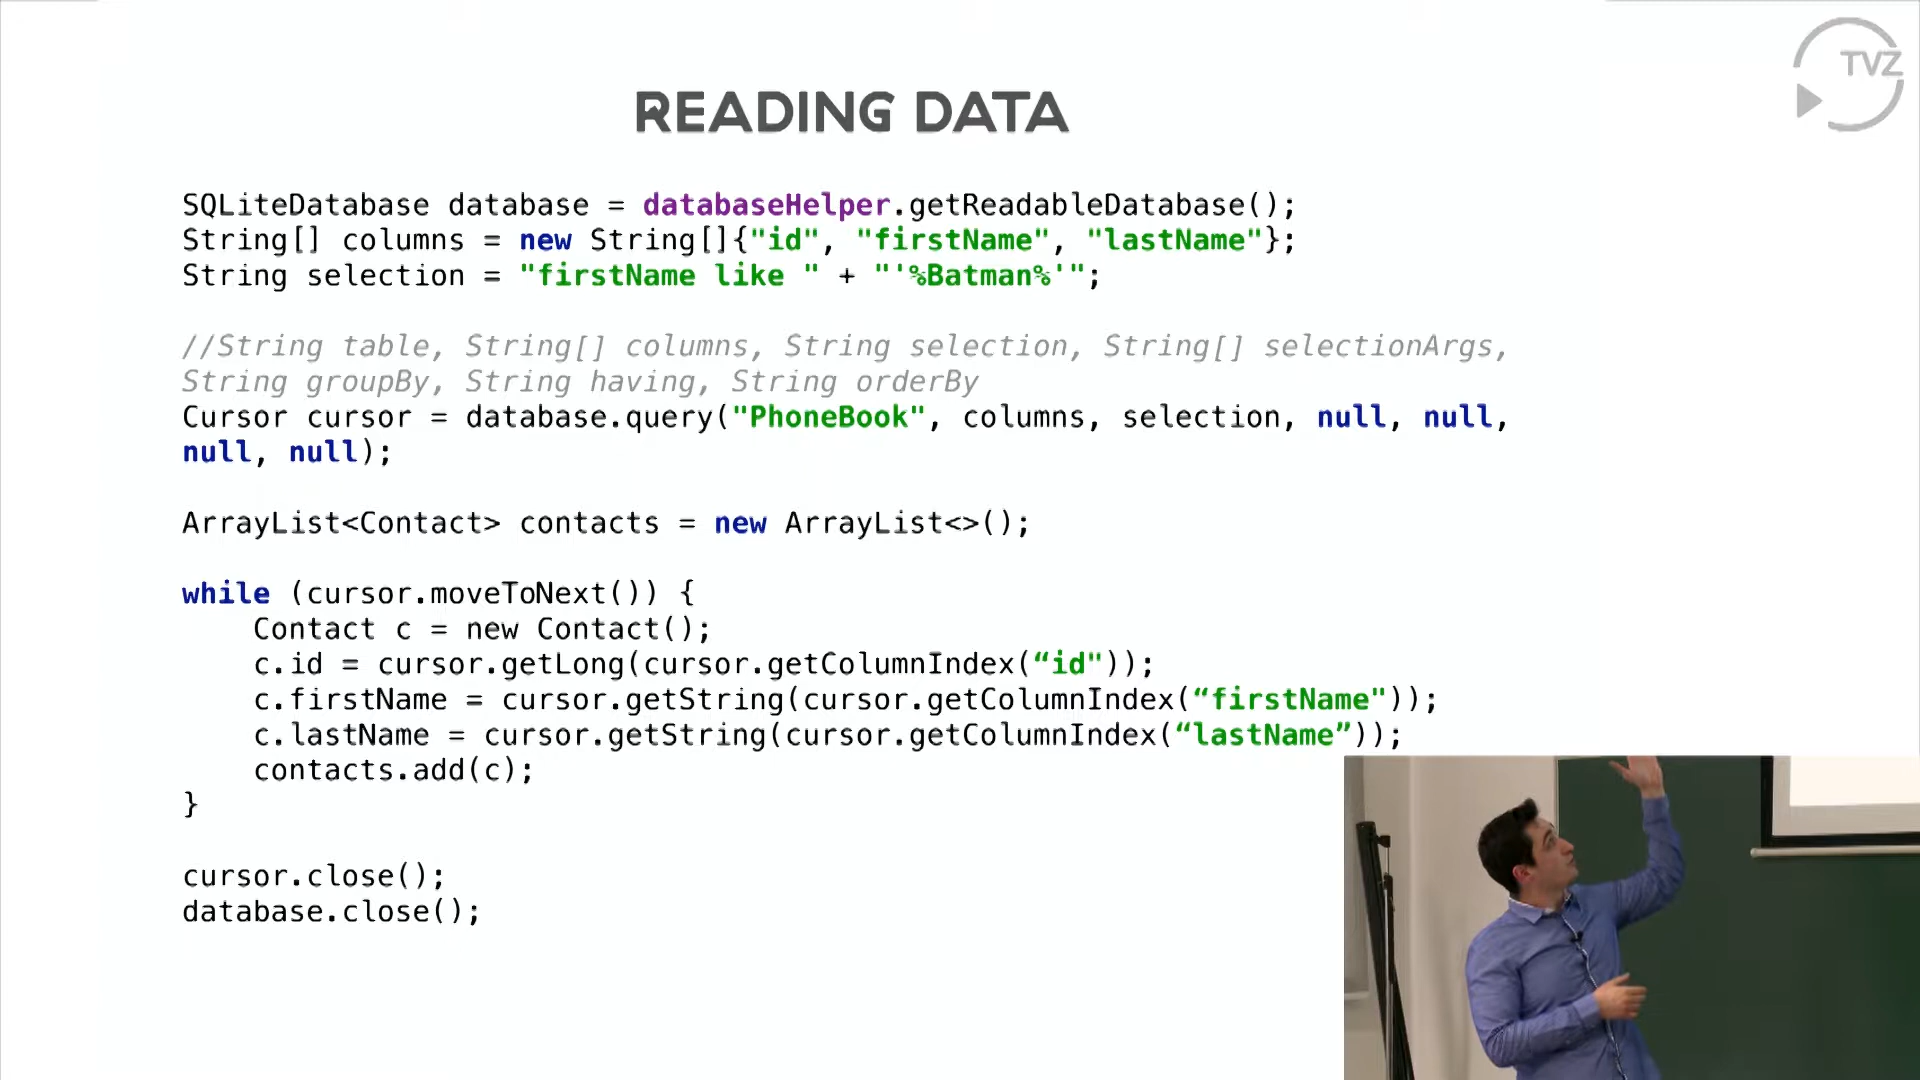 TVZ
READING DATA
SQLiteDatabase database = databaseHelper.getReadableDatabase();
String[] columns = new String[]{"id", "firstName", "lastName"};
String selection = "firstName like " + "'%Batman%'";
//String table, String[] columns, String selection, String[] selectionArgs,
String groupBy, String having, String orderBy
Cursor cursor = database.query("PhoneBook", columns, selection, null, null,
null, null);
ArrayList<Contact> contacts = new ArrayList<>();
while (cursor.moveToNext()) {
Contact c = new Contact();
c.id = cursor.getLong(cursor.getColumnIndex(“id"));
c.firstName = cursor.getString(cursor.getColumnIndex(“firstName"));
c.lastName = cursor.getString(cursor.getColumnIndex(“lastName”));
contacts.add(c);
}
cursor.close();
database.close();